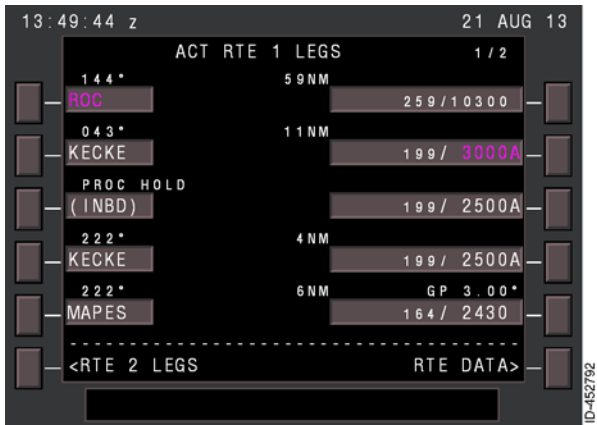 13:49:44 z 21 AUG 13
ACT RTE 1 LEGS 1/2
144° 59NM
ROC 259/10300
043° 11NM
KECKE 199/ 3000A
PROC HOLD
(INBD) 199/ 2500A
222° 4NM
KECKE 199/ 2500A
222° 6NM GP 3.00°
MAPES 164/ 2430
--------------------------------
<RTE 2 LEGS RTE DATA>
ID-452792